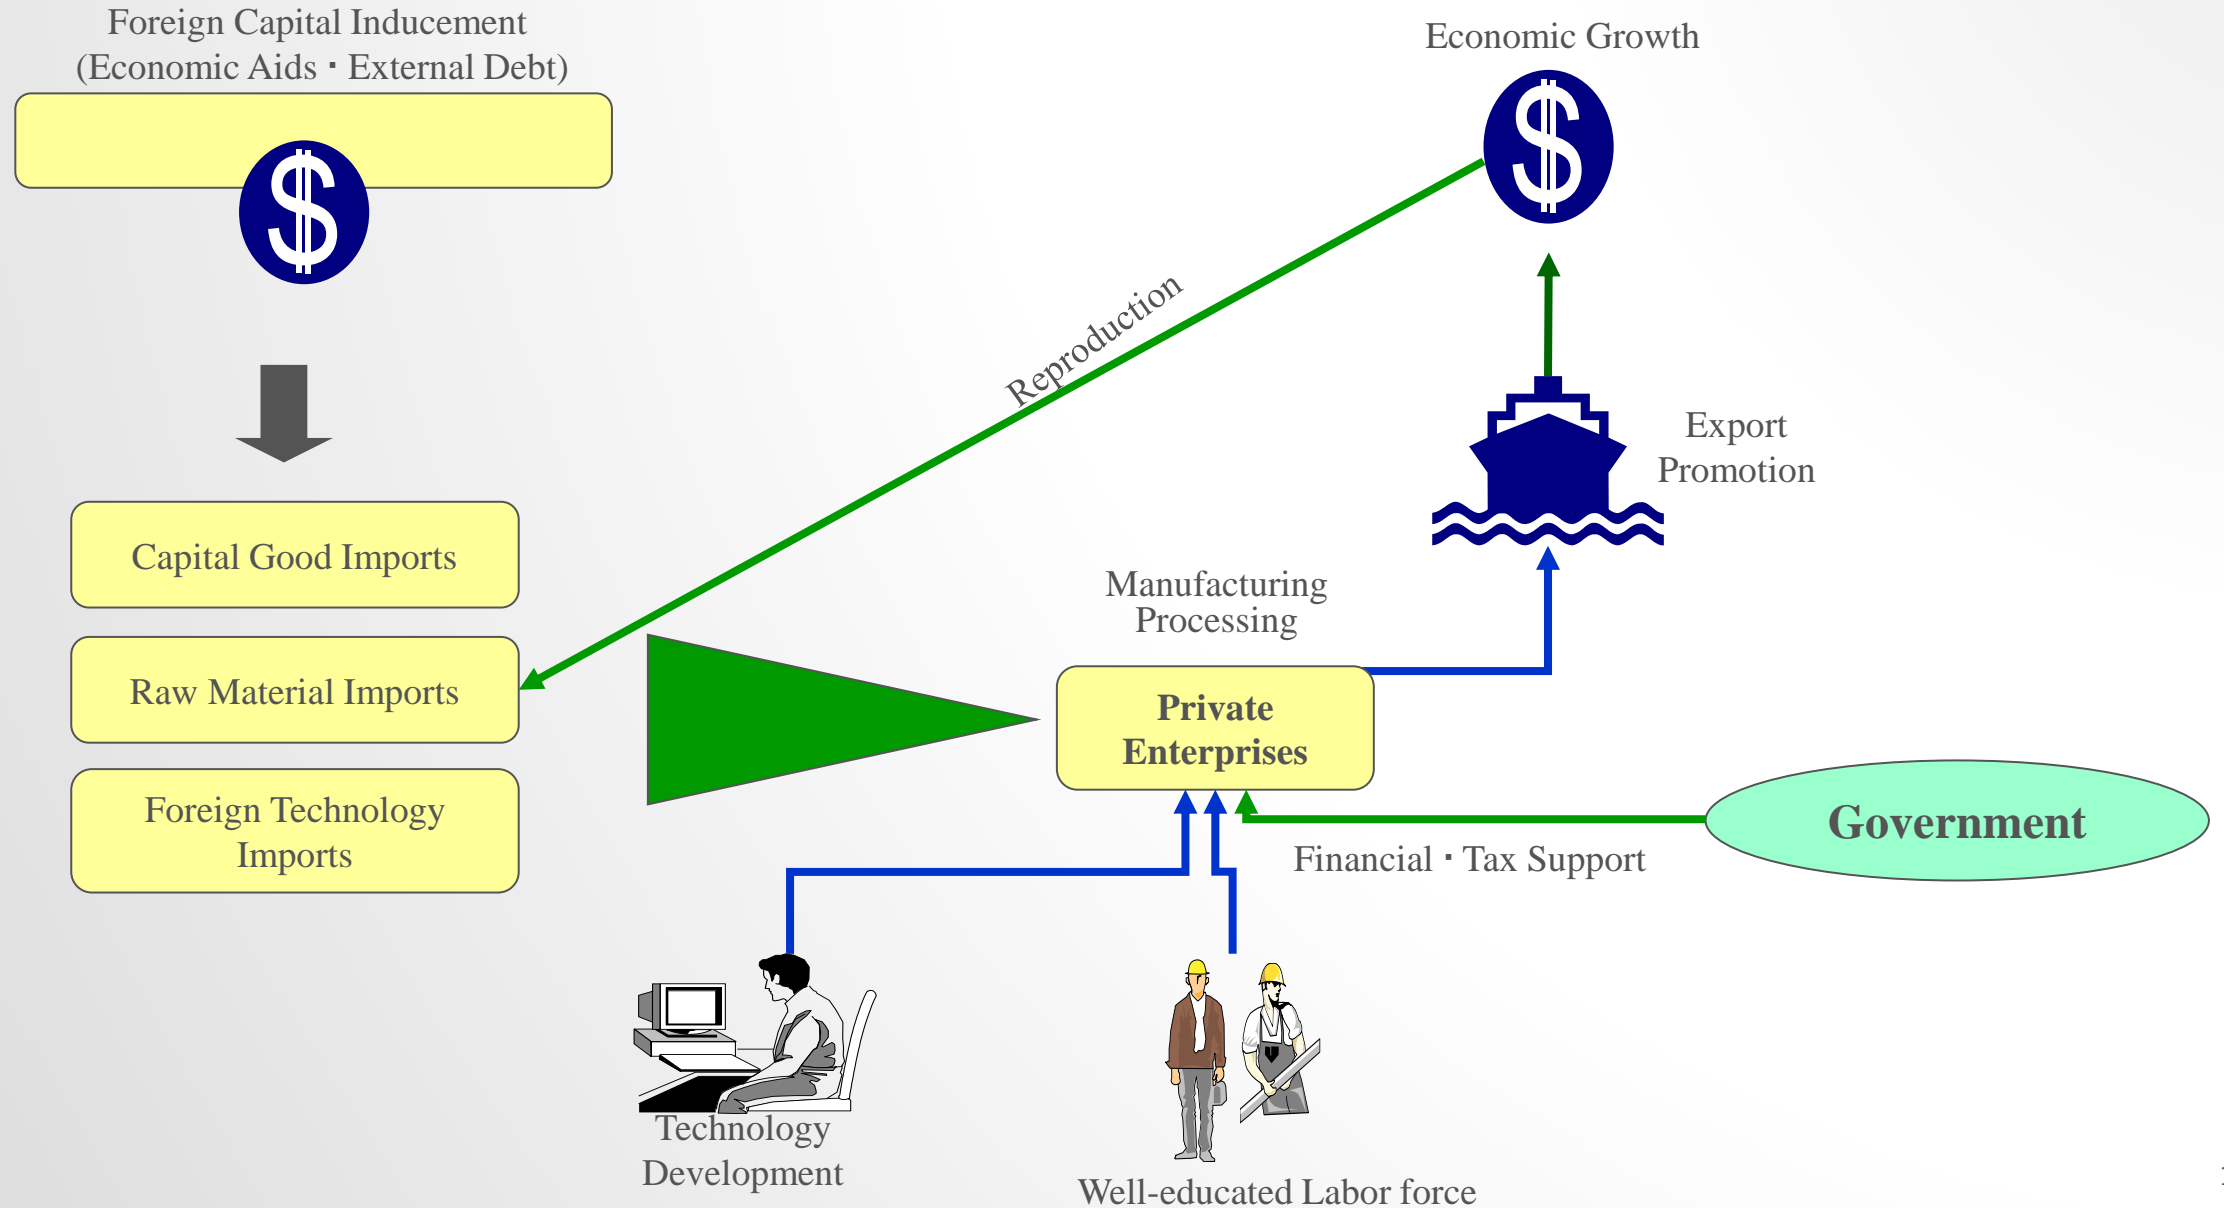 Foreign Capital Inducement
(Economic Aids · External Debt)
Economic Growth
Reproduction
Export
Promotion
Capital Good Imports
Manufacturing
Processing
Raw Material Imports
Private
Enterprises
Foreign Technology
Imports
Government
Financial · Tax Support
Technology
Development
Well-educated Labor force